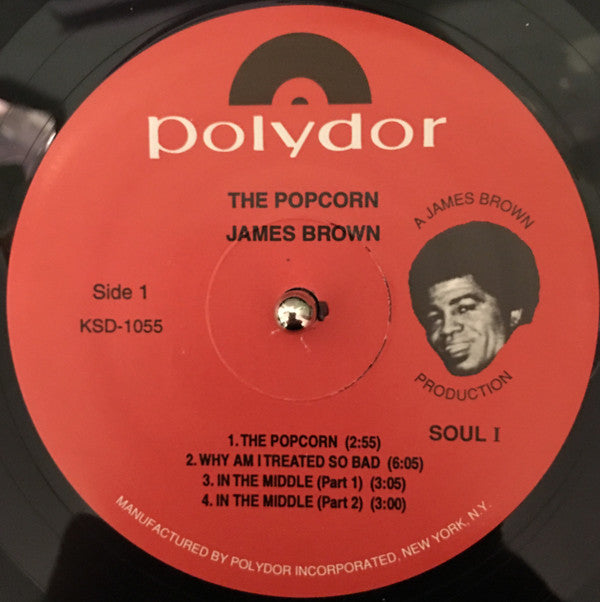 polydor
THE POPCORN
JAMES BROWN
A JAMES BROWN
PRODUCTION
Side 1
KSD-1055
SOUL I
1. THE POPCORN (2:55)
2. WHY AM I TREATED SO BAD (6:05)
3. IN THE MIDDLE (Part 1) (3:05)
4. IN THE MIDDLE (Part 2) (3:00)
MANUFACTURED BY POLYDOR INCORPORATED, NEW YORK, N.Y.